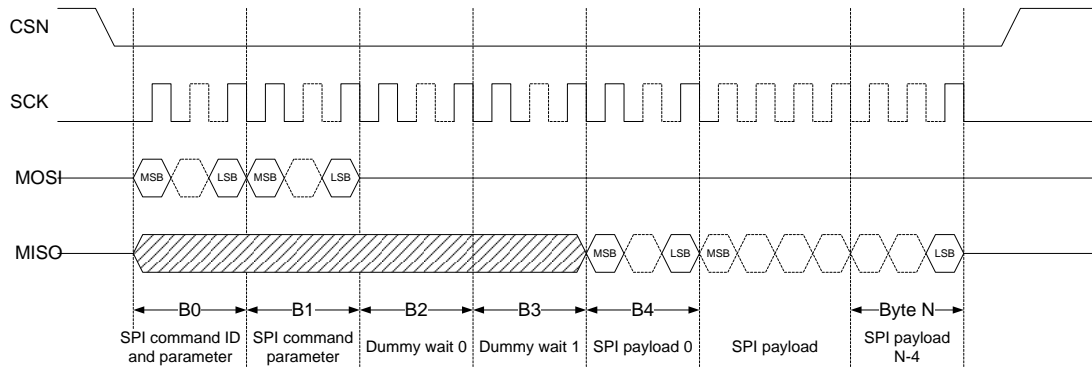 CSN
SCK
MOSI
MSB LSB MSB LSB
MISO
MSB LSB MSB LSB
B0 B1 B2 B3 B4 Byte N
SPI command ID and parameter
SPI command parameter
Dummy wait 0
Dummy wait 1
SPI payload 0
SPI payload
SPI payload N-4